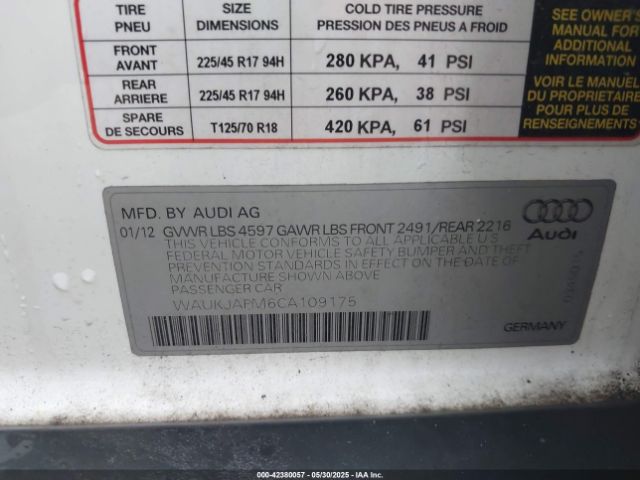 TIRE
PNEU
SIZE
DIMENSIONS
COLD TIRE PRESSURE
PRESSION DES PNEUS A FROID
FRONT
AVANT
225/45 R17 94H
280 KPA, 41 PSI
REAR
ARRIERE
225/45 R17 94H
260 KPA, 38 PSI
SPARE
DE SECOURS
T125/70 R18
420 KPA, 61 PSI
SEE OWNER'S
MANUAL FOR
ADDITIONAL
INFORMATION
VOIR LE MANUEL
DU PROPRIETAIRE
POUR PLUS DE
RENSEIGNEMENTS
MFD. BY AUDI AG
01/12 GVWR LBS 4597 GAWR LBS FRONT 2491/REAR 2216
THIS VEHICLE CONFORMS TO ALL APPLICABLE U S
FEDERAL MOTOR VEHICLE SAFETY BUMPER AND THEFT
PREVENTION STANDARDS IN EFFECT ON THE DATE OF
MANUFACTURE SHOWN ABOVE
PASSENGER CAR
WAUKJAFM6CA109175
Audi
GERMANY
000-42380057 - 05/30/2025 - IAAI.COM